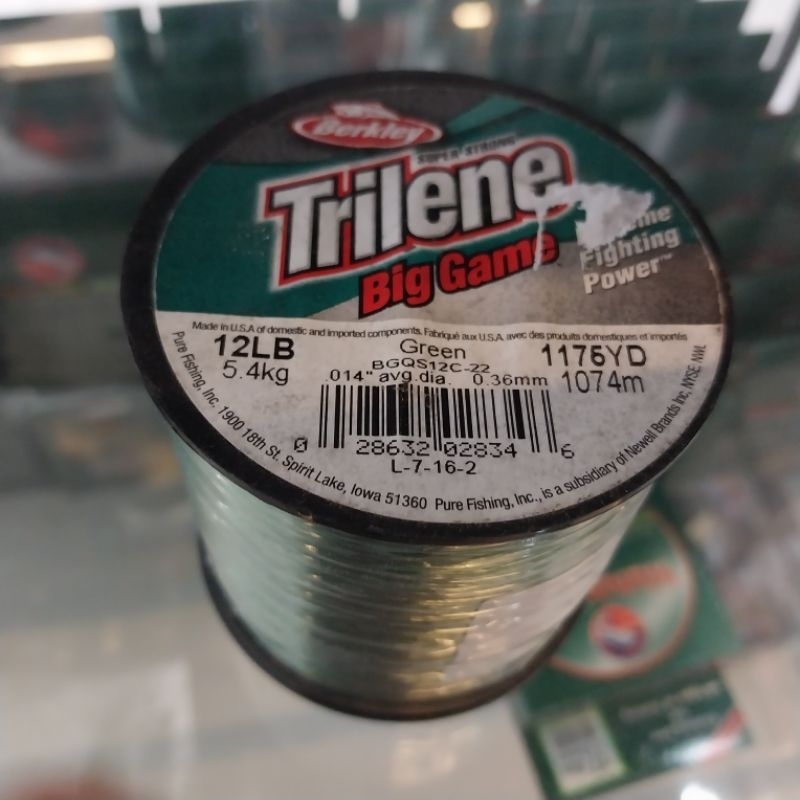 Berkley
SUPER STRONG
Trilene
Big Game
Fighting
Power™
Made in U.S.A of domestic and imported components. Fabriqué aux U.S.A. avec des produits domestiques et importés
12LB
5.4kg
Green
BGQS12C-22
.014" avg.dia. 0.36mm
1175YD
1074m
0 28632 02834 6
L-7-16-2
Pure Fishing, Inc. 1900 18th St. Spirit Lake, Iowa 51360 Pure Fishing, Inc., is a subsidiary of Newell Brands Inc, NYSE NWL